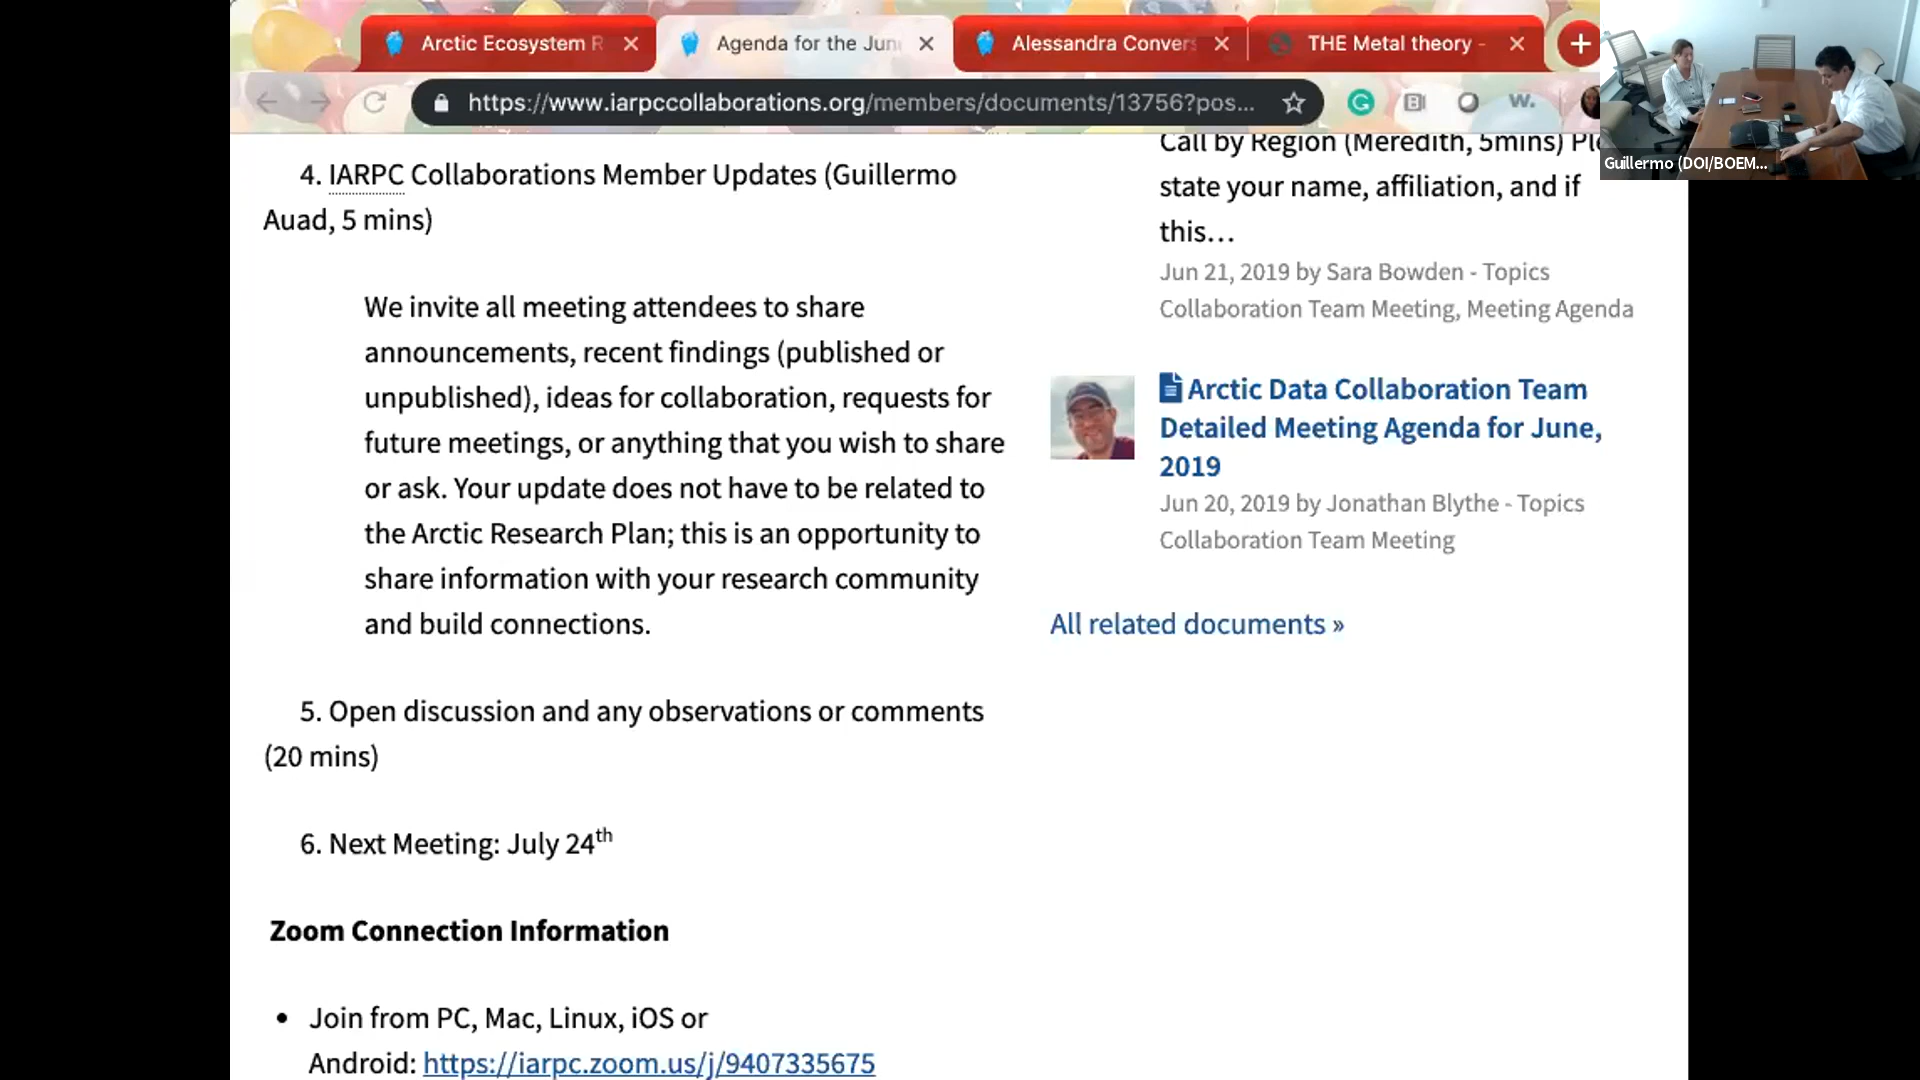 Arctic Ecosystem R
Agenda for the Jun
Alessandra Convers
THE Metal theory -
https://www.iarpccollaborations.org/members/documents/13756?pos...
Guillermo (DOI/BOEM...
4. IARPC Collaborations Member Updates (Guillermo
Auad, 5 mins)
We invite all meeting attendees to share
announcements, recent findings (published or
unpublished), ideas for collaboration, requests for
future meetings, or anything that you wish to share
or ask. Your update does not have to be related to
the Arctic Research Plan; this is an opportunity to
share information with your research community
and build connections.
5. Open discussion and any observations or comments
(20 mins)
6. Next Meeting: July 24th
Zoom Connection Information
• Join from PC, Mac, Linux, iOS or
Android: https://iarpc.zoom.us/j/9407335675
Call by Region (Meredith, 5mins)
state your name, affiliation, and if
this…
Jun 21, 2019 by Sara Bowden - Topics
Collaboration Team Meeting, Meeting Agenda
Arctic Data Collaboration Team
Detailed Meeting Agenda for June,
2019
Jun 20, 2019 by Jonathan Blythe - Topics
Collaboration Team Meeting
All related documents »